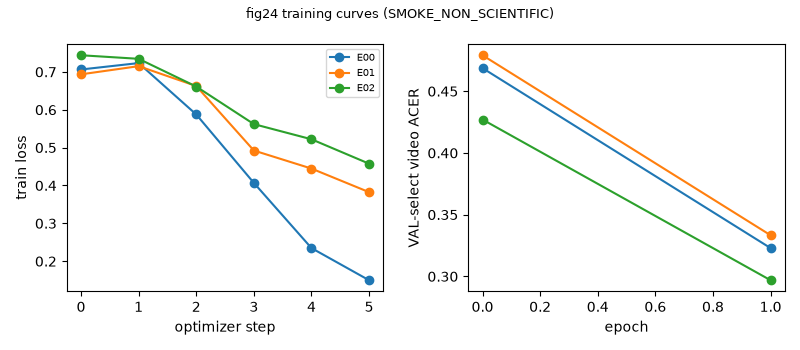 fig24 training curves (SMOKE_NON_SCIENTIFIC)
train loss
0.7
0.6
0.5
0.4
0.3
0.2
E00
E01
E02
0 1 2 3 4 5
optimizer step
VAL-select video ACER
0.45
0.40
0.35
0.30
0.0 0.2 0.4 0.6 0.8 1.0
epoch